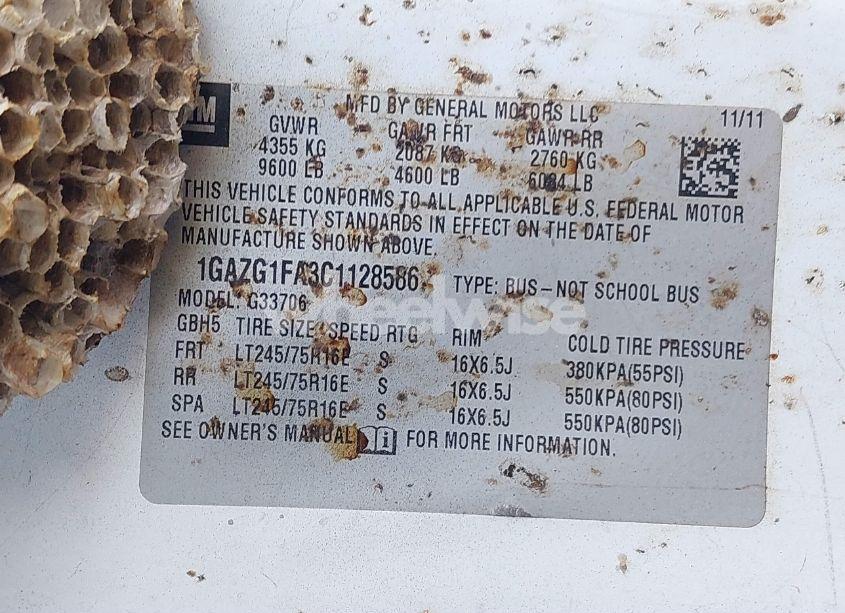 GM
MFD BY GENERAL MOTORS LLC 11/11
GVWR GAWR FRT GAWR RR
4355 KG 2087 KG 2760 KG
9600 LB 4600 LB 6084 LB
THIS VEHICLE CONFORMS TO ALL APPLICABLE U.S. FEDERAL MOTOR
VEHICLE SAFETY STANDARDS IN EFFECT ON THE DATE OF
MANUFACTURE SHOWN ABOVE.
1GAZG1FA3C1128586 TYPE: BUS-NOT SCHOOL BUS
MODEL: G33706
wheelwise
GBH5 TIRE SIZE SPEED RTG RIM COLD TIRE PRESSURE
FRT LT245/75R16E S 16X6.5J 380KPA(55PSI)
RR LT245/75R16E S 16X6.5J 550KPA(80PSI)
SPA LT245/75R16E S 16X6.5J 550KPA(80PSI)
SEE OWNER'S MANUAL i FOR MORE INFORMATION.